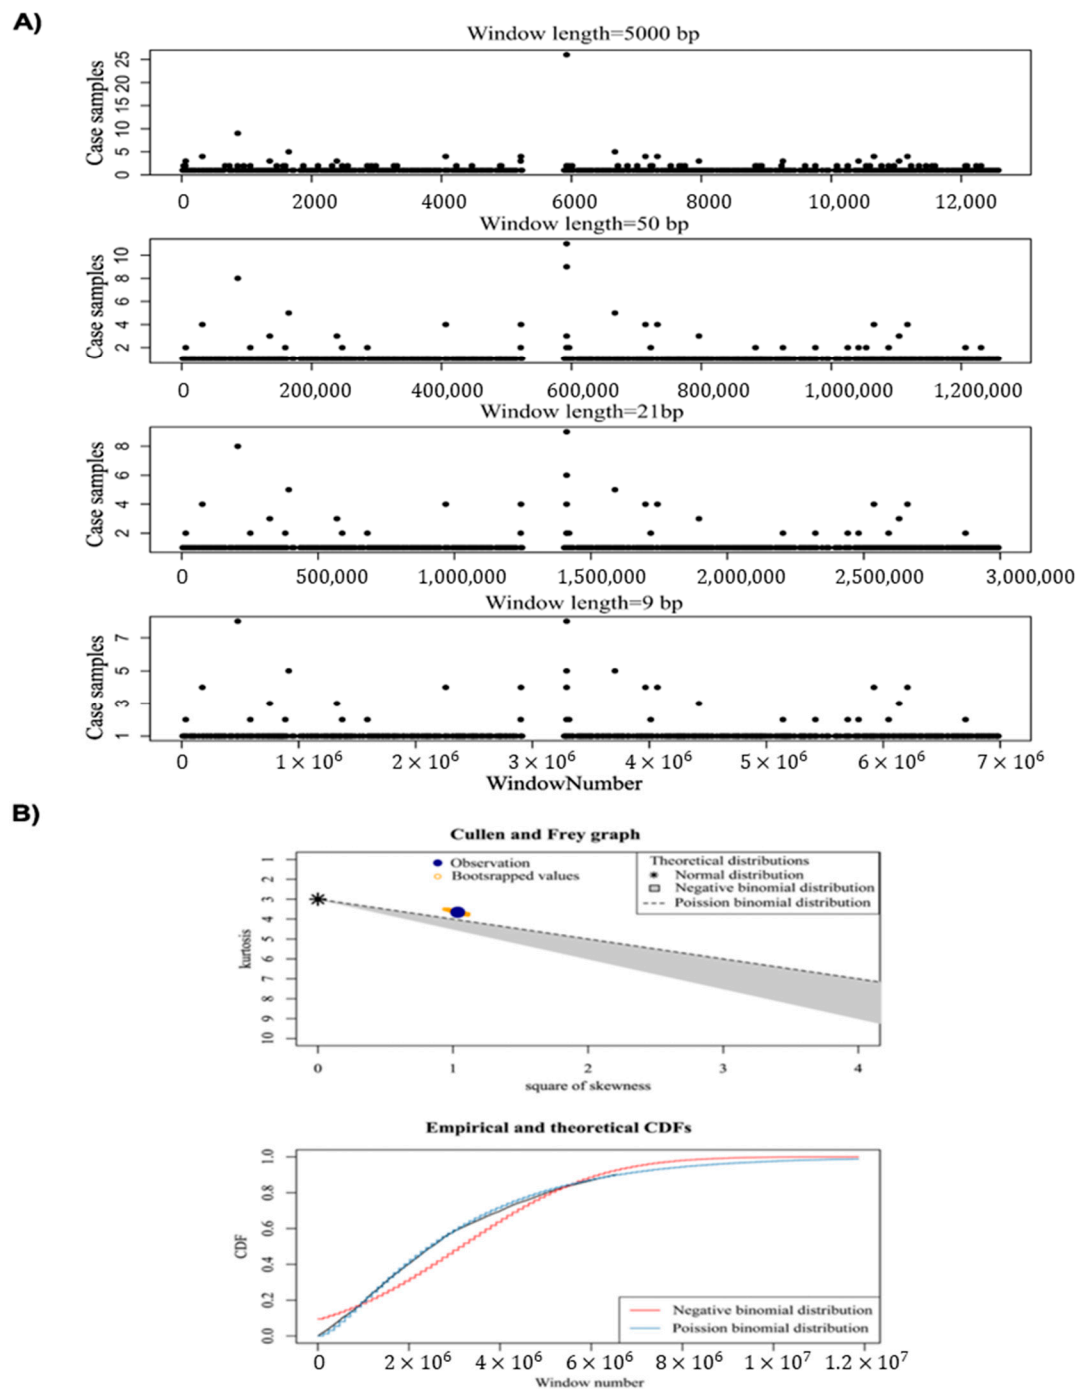 A)
Window length=5000 bp
Case samples
0 5 10 15 20 25
0 2000 4000 6000 8000 10,000 12,000
Window length=50 bp
Case samples
2 4 6 8 10
0 200,000 400,000 600,000 800,000 1,000,000 1,200,000
Window length=21bp
Case samples
2 4 6 8
0 500,000 1,000,000 1,500,000 2,000,000 2,500,000 3,000,000
Window length=9 bp
Case samples
1 3 5 7
0 1 × 10⁶ 2 × 10⁶ 3 × 10⁶ 4 × 10⁶ 5 × 10⁶ 6 × 10⁶ 7 × 10⁶
WindowNumber
B)
Cullen and Frey graph
Observation
Bootsrapped values
Theoretical distributions
Normal distribution
Negative binomial distribution
Poission binomial distribution
kurtosis
1 2 3 4 5 6 7 8 9 10
0 1 2 3 4
square of skewness
Empirical and theoretical CDFs
CDF
0.0 0.2 0.4 0.6 0.8 1.0
Negative binomial distribution
Poission binomial distribution
0 2 × 10⁶ 4 × 10⁶ 6 × 10⁶ 8 × 10⁶ 1 × 10⁷ 1.2 × 10⁷
Window number